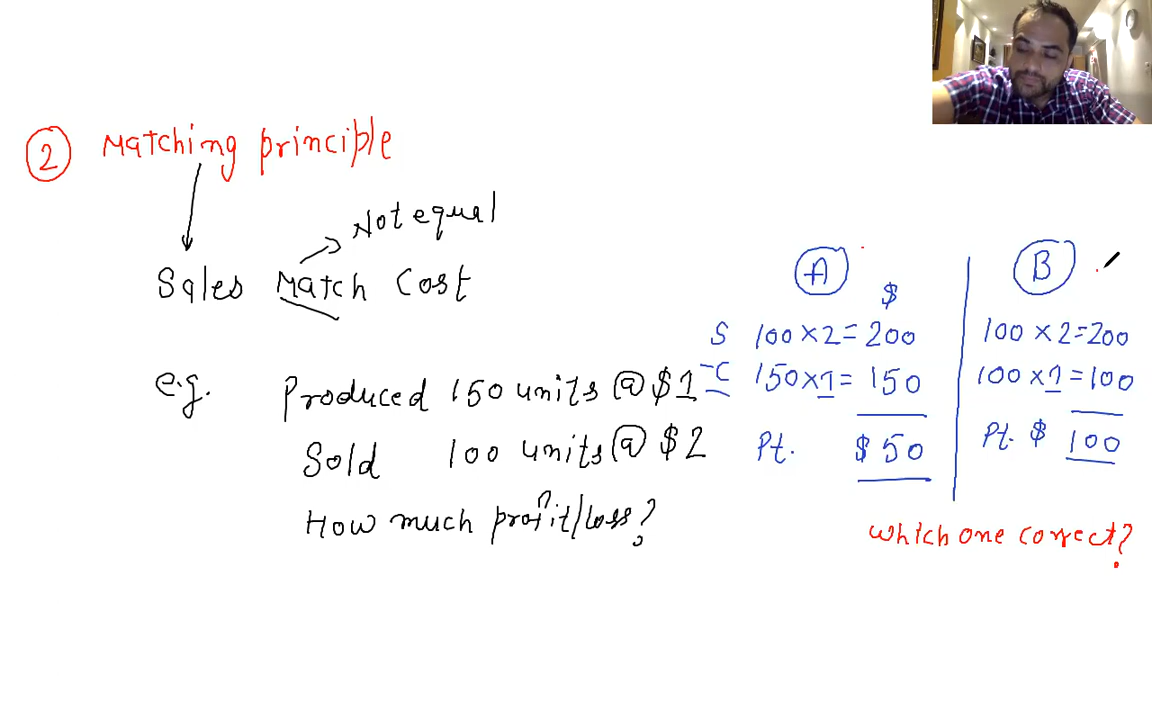 2 Matching principle
Not equal
Sales Match Cost
e.g. Produced 150 units @ $1
Sold 100 units @ $2
How much profit/loss?
A
$
S 100 × 2 = 200
-C 150 × 1 = 150
Pt. $ 50
B
100 × 2 = 200
100 × 1 = 100
Pt. $ 100
which one correct?